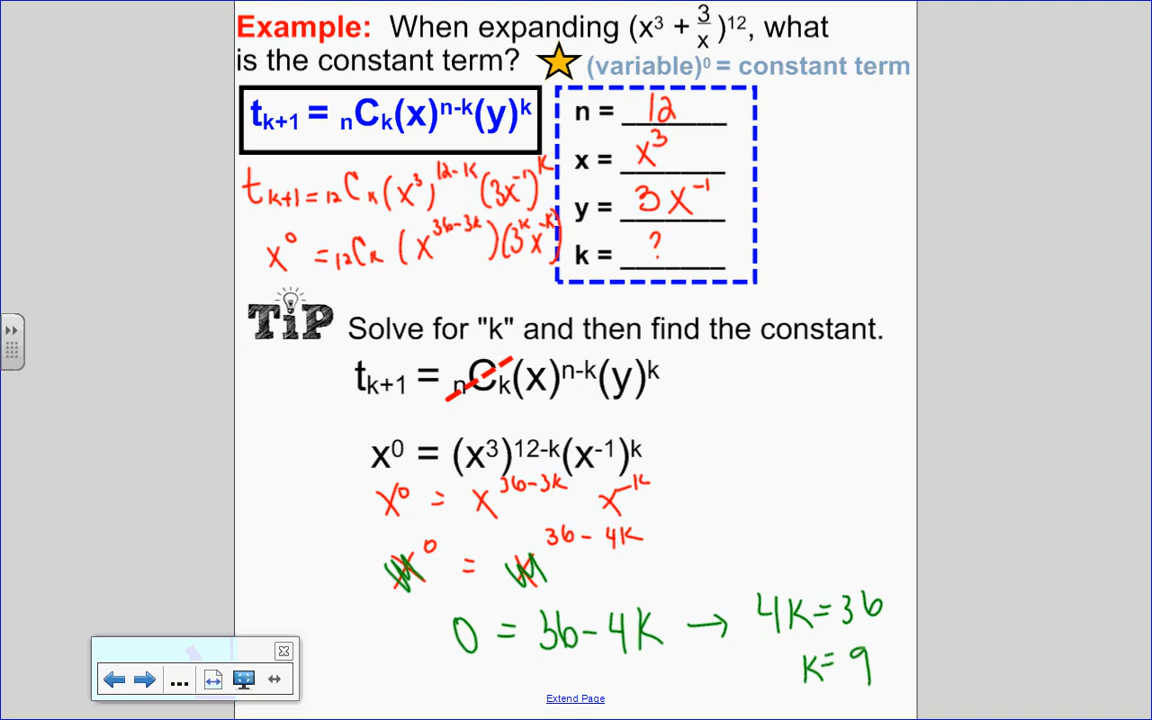 Example: When expanding (x³ + 3/x )¹², what
is the constant term? (variable)⁰ = constant term
tₖ₊₁ = ₙCₖ(x)ⁿ⁻ᵏ(y)ᵏ
n = 12
x = x³
y = 3x⁻¹
k = ?
tₖ₊₁ = ₁₂Cₖ(x³)¹²⁻ᵏ(3x⁻¹)ᵏ
x⁰ = ₁₂Cₖ(x³⁶⁻³ᵏ)(3ᵏx⁻ᵏ)
TiP Solve for "k" and then find the constant.
tₖ₊₁ = ₙCₖ(x)ⁿ⁻ᵏ(y)ᵏ
x⁰ = (x³)¹²⁻ᵏ(x⁻¹)ᵏ
x⁰ = x³⁶⁻³ᵏ x⁻ᵏ
x⁰ = x³⁶⁻⁴ᵏ
0 = 36-4k → 4k=36
k=9
...
Extend Page